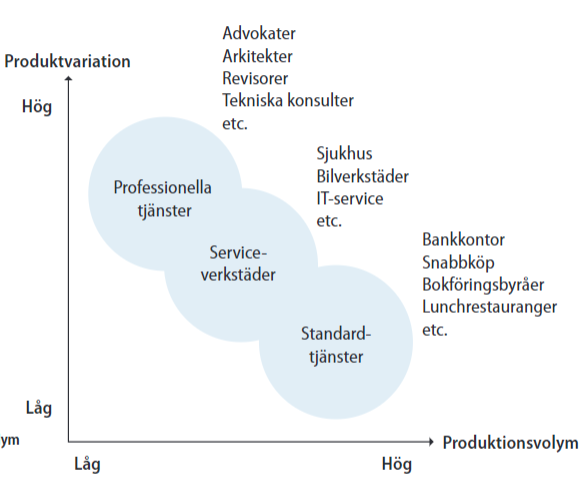 Advokater
Arkitekter
Revisorer
Tekniska konsulter
etc.
Produktvariation
Hög
Sjukhus
Bilverkstäder
IT-service
etc.
Professionella
tjänster
Service-
verkstäder
Bankkontor
Snabbköp
Bokföringsbyråer
Lunchrestauranger
etc.
Standard-
tjänster
Låg
ym
Produktionsvolym
Låg
Hög